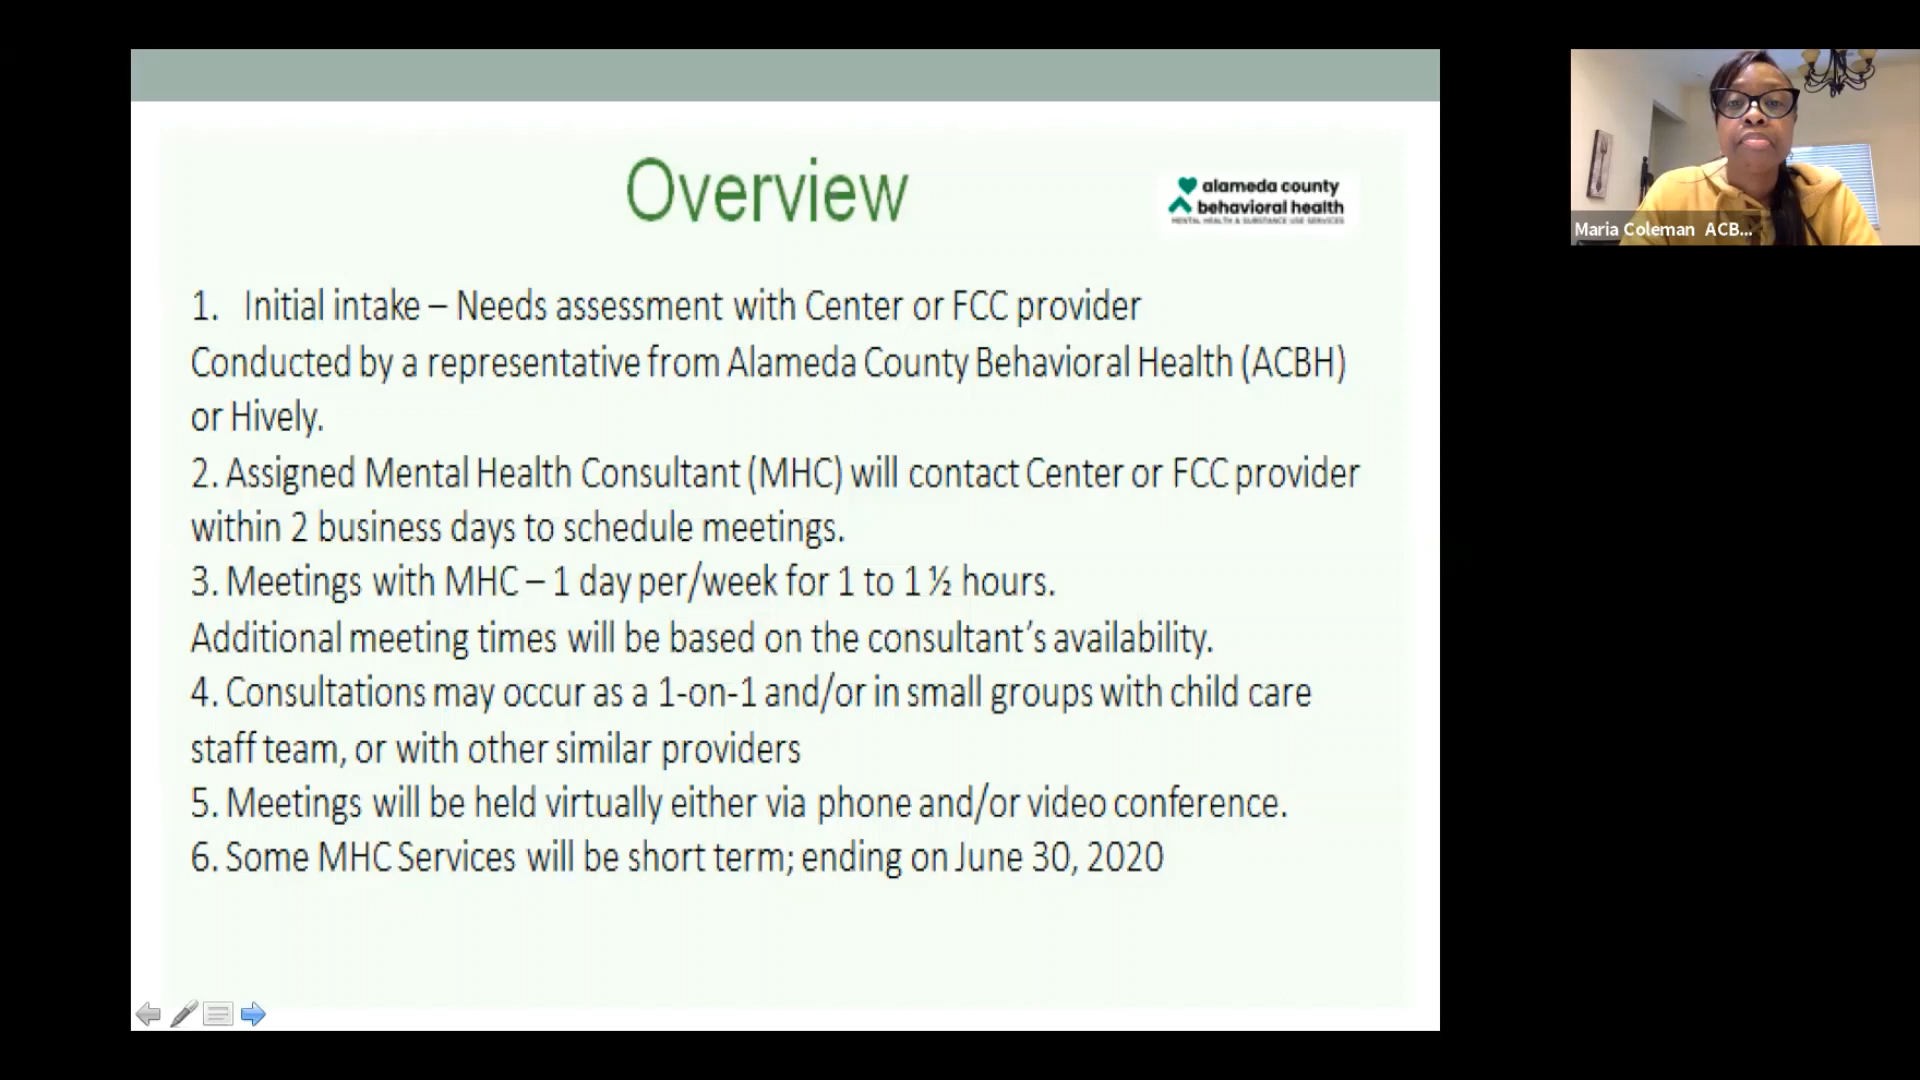 Overview
alameda county
behavioral health
MENTAL HEALTH & SUBSTANCE USE SERVICES
1. Initial intake – Needs assessment with Center or FCC provider
Conducted by a representative from Alameda County Behavioral Health (ACBH)
or Hively.
2. Assigned Mental Health Consultant (MHC) will contact Center or FCC provider
within 2 business days to schedule meetings.
3. Meetings with MHC – 1 day per/week for 1 to 1 ½ hours.
Additional meeting times will be based on the consultant’s availability.
4. Consultations may occur as a 1-on-1 and/or in small groups with child care
staff team, or with other similar providers
5. Meetings will be held virtually either via phone and/or video conference.
6. Some MHC Services will be short term; ending on June 30, 2020
Maria Coleman ACB...